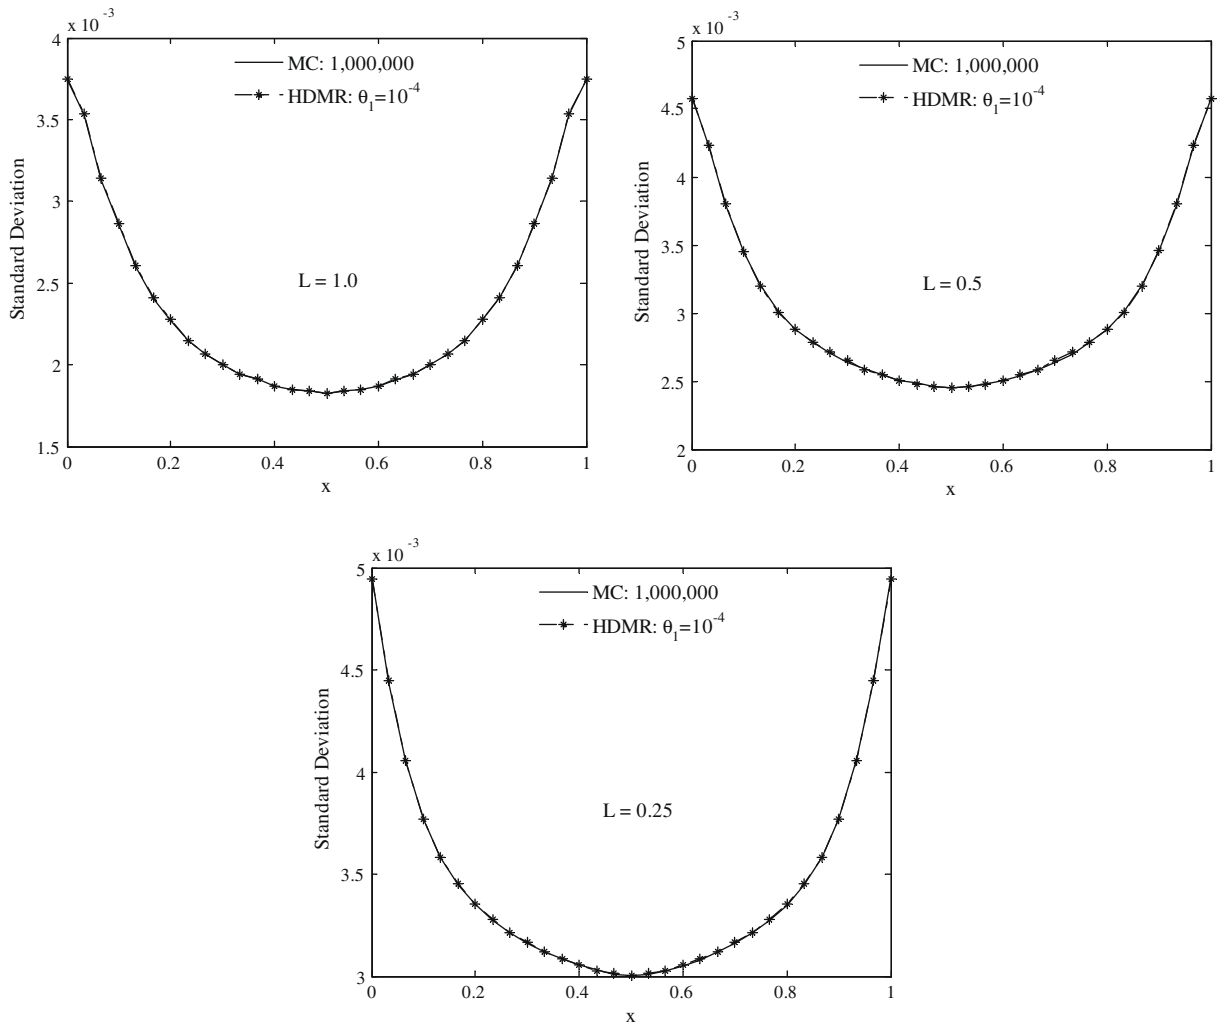 x 10 -3
4
3.5
3
2.5
2
1.5
Standard Deviation
MC: 1,000,000
HDMR: θ1=10-4
L = 1.0
0 0.2 0.4 0.6 0.8 1
x
x 10 -3
5
4.5
4
3.5
3
2.5
2
Standard Deviation
MC: 1,000,000
HDMR: θ1=10-4
L = 0.5
0 0.2 0.4 0.6 0.8 1
x
x 10 -3
5
4.5
4
3.5
3
Standard Deviation
MC: 1,000,000
HDMR: θ1=10-4
L = 0.25
0 0.2 0.4 0.6 0.8 1
x